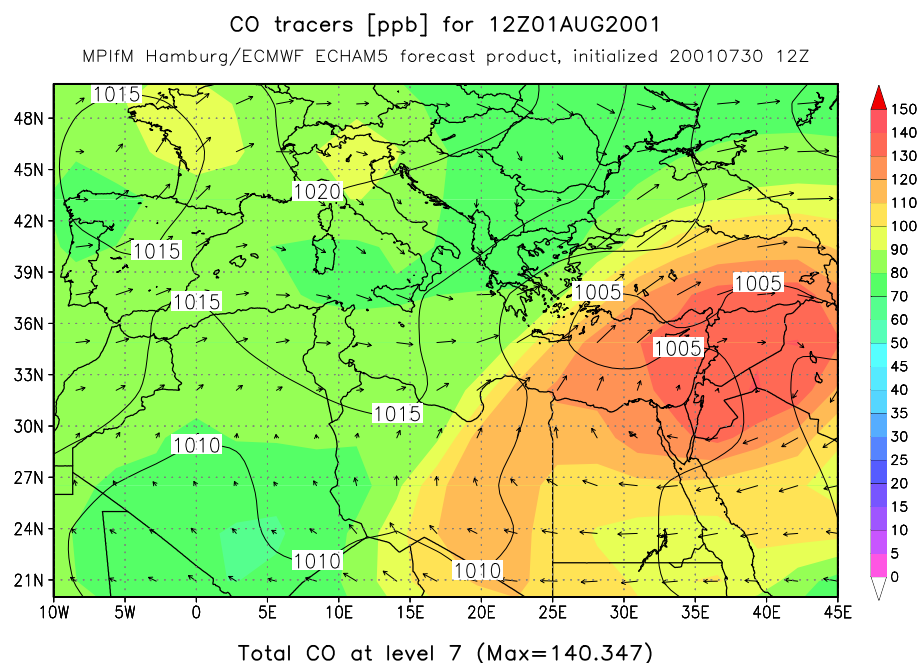 CO tracers [ppb] for 12Z01AUG2001
MPIfM Hamburg/ECMWF ECHAM5 forecast product, initialized 20010730 12Z
48N
45N
42N
39N
36N
33N
30N
27N
24N
21N
1015
1020
1015
1005
1005
1015
1005
1015
1010
1010
1010
10W 5W 0 5E 10E 15E 20E 25E 30E 35E 40E 45E
150
140
130
120
110
100
90
80
70
60
50
45
40
35
30
25
20
15
10
5
0
Total CO at level 7 (Max=140.347)